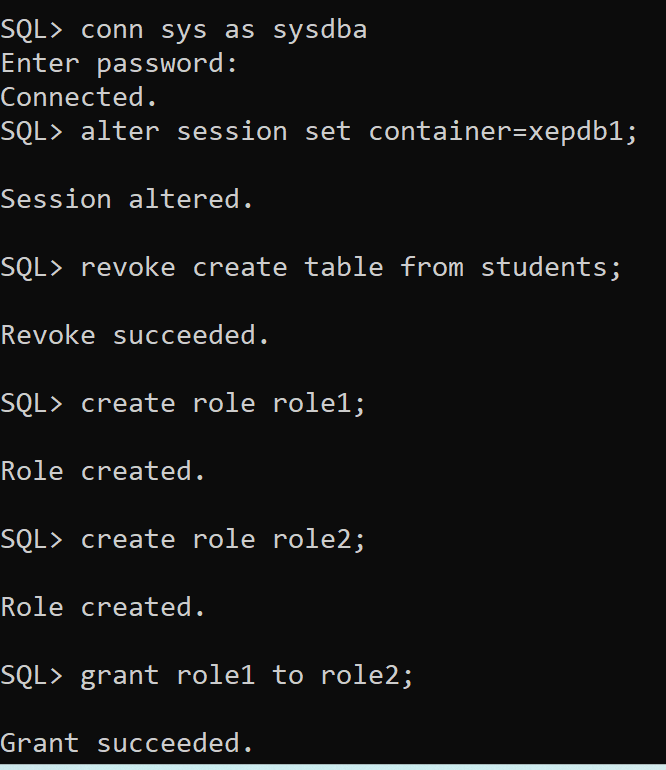 SQL> conn sys as sysdba
Enter password:
Connected.
SQL> alter session set container=xepdb1;
Session altered.
SQL> revoke create table from students;
Revoke succeeded.
SQL> create role role1;
Role created.
SQL> create role role2;
Role created.
SQL> grant role1 to role2;
Grant succeeded.